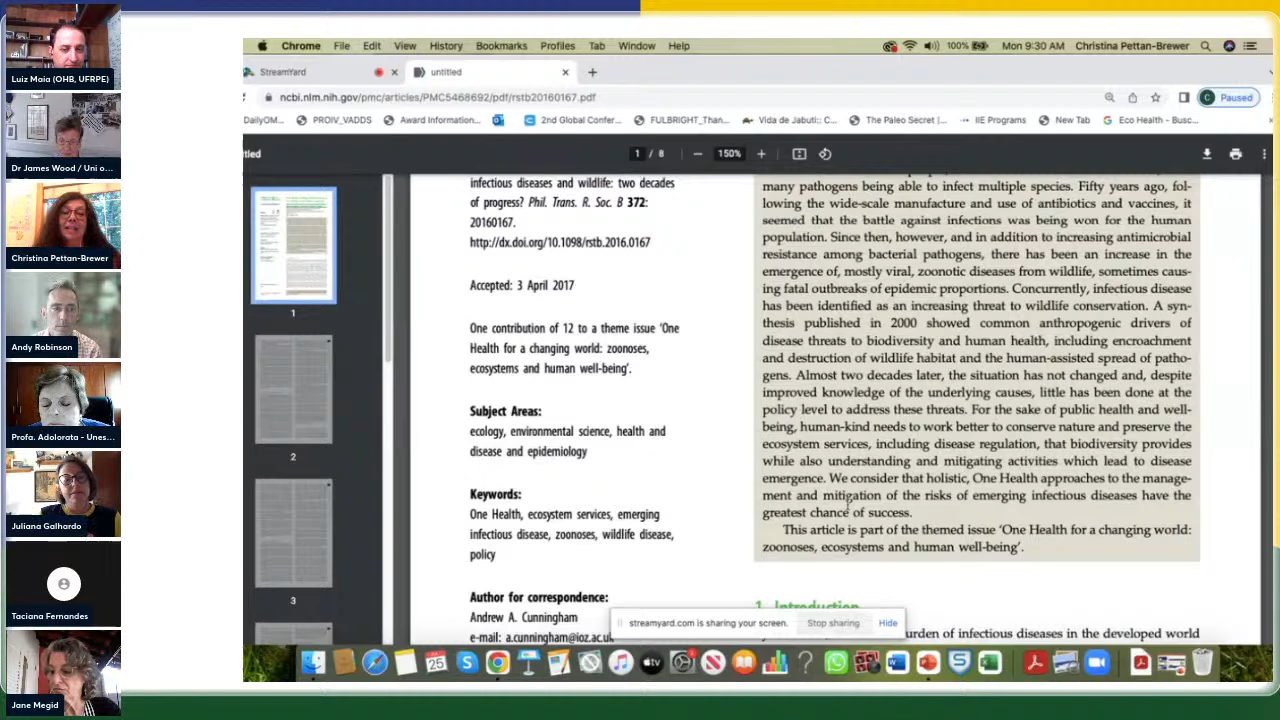 Luiz Maia (OHB, UFRPE)
Dr James Wood / Uni o...
Christina Pettan-Brewer
Andy Robinson
Profa. Adolorata - Unes...
Juliana Galhardo
Taciana Fernandes
Jane Megid
Chrome File Edit View History Bookmarks Profiles Tab Window Help
100% Mon 9:30 AM Christina Pettan-Brewer
StreamYard
untitled
ncbi.nlm.nih.gov/pmc/articles/PMC5468692/pdf/rstb20160167.pdf
C Paused
DailyOM... PROIV_VADDS Award Information... 2nd Global Confer... FULBRIGHT_Than... Vida de Jabuti:: C... The Paleo Secret |... IIE Programs New Tab Eco Health - Busc...
titled
1 / 8
150%
1
2
3
infectious diseases and wildlife: two decades
of progress? Phil. Trans. R. Soc. B 372:
20160167.
http://dx.doi.org/10.1098/rstb.2016.0167
Accepted: 3 April 2017
One contribution of 12 to a theme issue ‘One
Health for a changing world: zoonoses,
ecosystems and human well-being’.
Subject Areas:
ecology, environmental science, health and
disease and epidemiology
Keywords:
One Health, ecosystem services, emerging
infectious disease, zoonoses, wildlife disease,
policy
Author for correspondence:
Andrew A. Cunningham
e-mail: a.cunningham@ioz.ac.uk
many pathogens being able to infect multiple species. Fifty years ago, fol-
lowing the wide-scale manufacture and use of antibiotics and vaccines, it
seemed that the battle against infections was being won for the human
population. Since then, however, and in addition to increasing antimicrobial
resistance among bacterial pathogens, there has been an increase in the
emergence of, mostly viral, zoonotic diseases from wildlife, sometimes caus-
ing fatal outbreaks of epidemic proportions. Concurrently, infectious disease
has been identified as an increasing threat to wildlife conservation. A syn-
thesis published in 2000 showed common anthropogenic drivers of
disease threats to biodiversity and human health, including encroachment
and destruction of wildlife habitat and the human-assisted spread of patho-
gens. Almost two decades later, the situation has not changed and, despite
improved knowledge of the underlying causes, little has been done at the
policy level to address these threats. For the sake of public health and well-
being, human-kind needs to work better to conserve nature and preserve the
ecosystem services, including disease regulation, that biodiversity provides
while also understanding and mitigating activities which lead to disease
emergence. We consider that holistic, One Health approaches to the manage-
ment and mitigation of the risks of emerging infectious diseases have the
greatest chance of success.
This article is part of the themed issue ‘One Health for a changing world:
zoonoses, ecosystems and human well-being’.
1. Introduction
urden of infectious diseases in the developed world
streamyard.com is sharing your screen. Stop sharing Hide
25